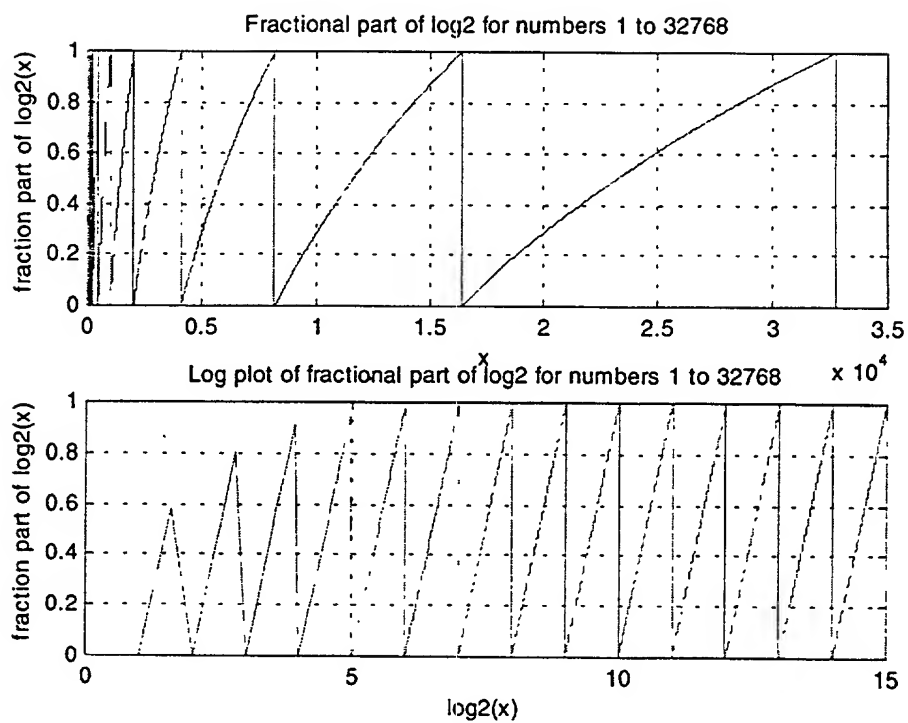 Fractional part of log2 for numbers 1 to 32768
fraction part of log2(x)
1
0.8
0.6
0.4
0.2
0
0 0.5 1 1.5 2 2.5 3 3.5
x
x 10^4
Log plot of fractional part of log2 for numbers 1 to 32768
fraction part of log2(x)
1
0.8
0.6
0.4
0.2
0
0 5 10 15
log2(x)